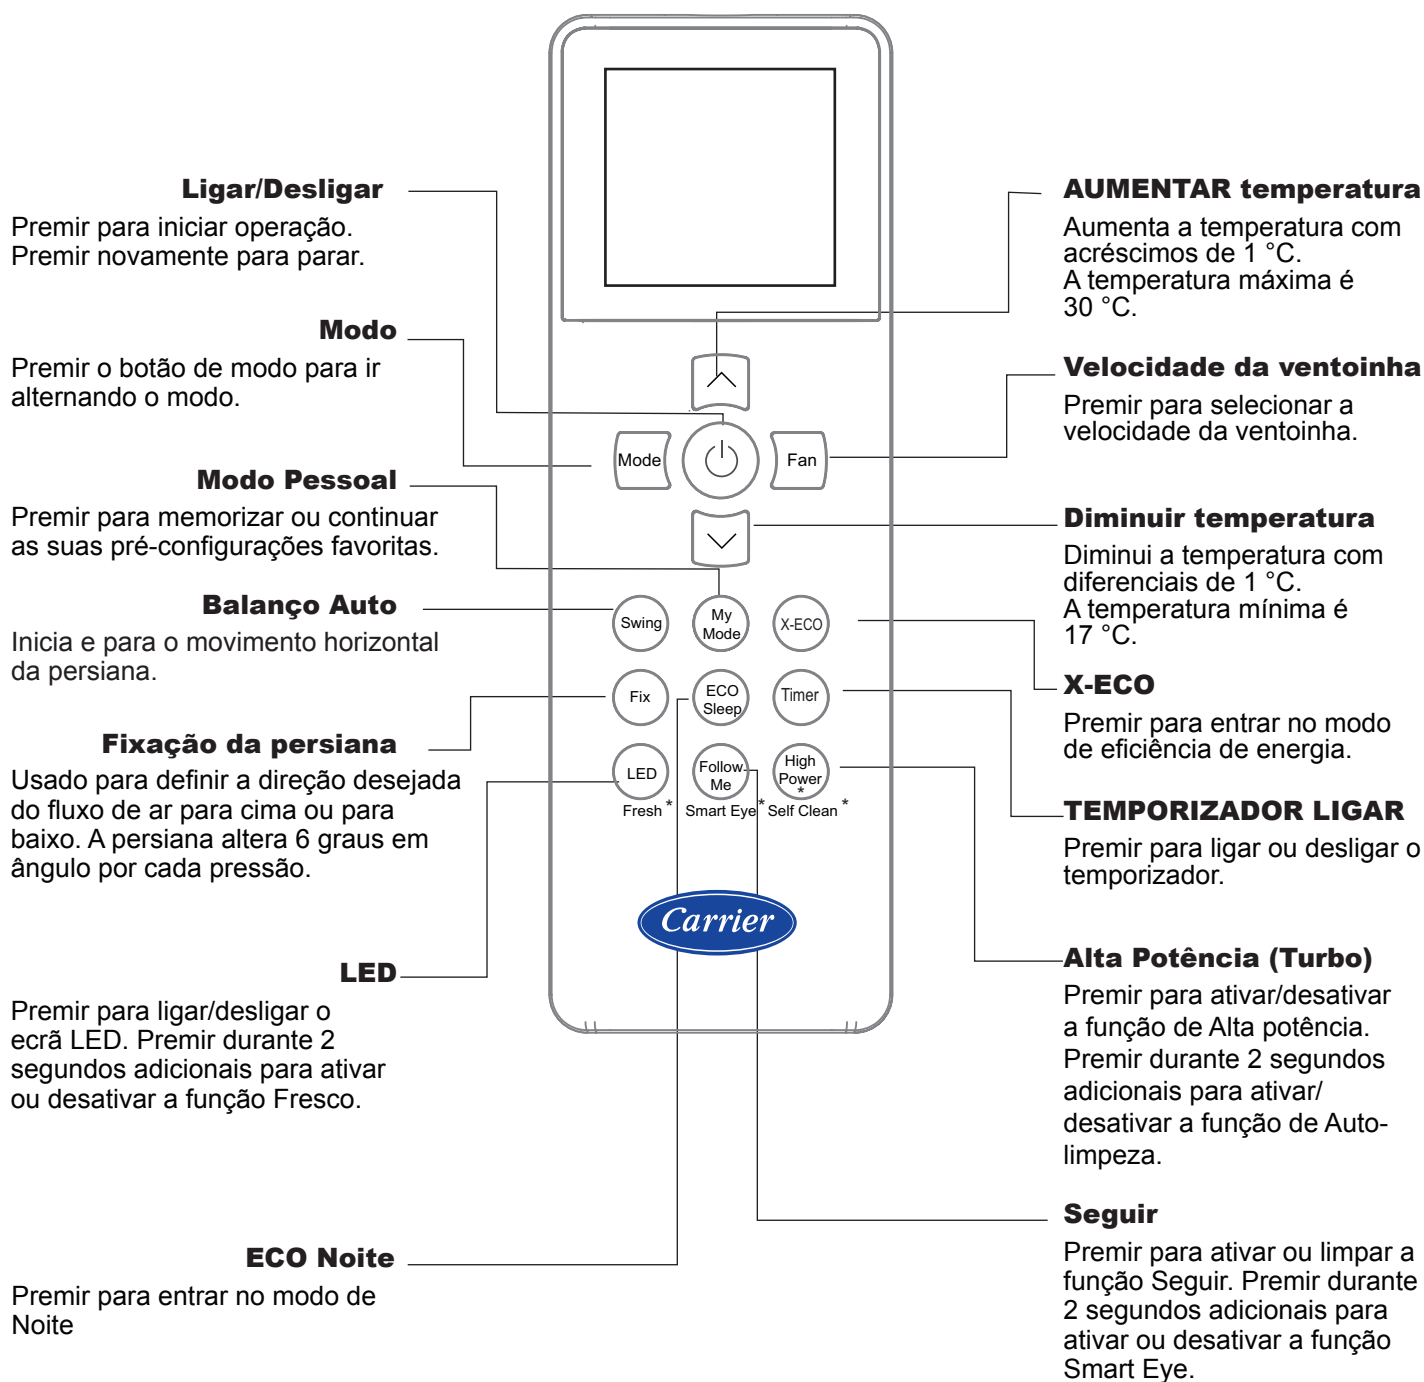 Ligar/Desligar
Premir para iniciar operação.
Premir novamente para parar.
Modo
Premir o botão de modo para ir
alternando o modo.
Modo Pessoal
Premir para memorizar ou continuar
as suas pré-configurações favoritas.
Balanço Auto
Inicia e para o movimento horizontal
da persiana.
Fixação da persiana
Usado para definir a direção desejada
do fluxo de ar para cima ou para
baixo. A persiana altera 6 graus em
ângulo por cada pressão.
LED
Premir para ligar/desligar o
ecrã LED. Premir durante 2
segundos adicionais para ativar
ou desativar a função Fresco.
ECO Noite
Premir para entrar no modo de
Noite
Mode
Fan
Swing
My
Mode
X-ECO
Fix
ECO
Sleep
Timer
LED
Follow
Me
High
Power
*
Fresh *
Smart Eye *
Self Clean *
Carrier
AUMENTAR temperatura
Aumenta a temperatura com
acréscimos de 1 °C.
A temperatura máxima é
30 °C.
Velocidade da ventoinha
Premir para selecionar a
velocidade da ventoinha.
Diminuir temperatura
Diminui a temperatura com
diferenciais de 1 °C.
A temperatura mínima é
17 °C.
X-ECO
Premir para entrar no modo
de eficiência de energia.
TEMPORIZADOR LIGAR
Premir para ligar ou desligar o
temporizador.
Alta Potência (Turbo)
Premir para ativar/desativar
a função de Alta potência.
Premir durante 2 segundos
adicionais para ativar/
desativar a função de Auto-
limpeza.
Seguir
Premir para ativar ou limpar a
função Seguir. Premir durante
2 segundos adicionais para
ativar ou desativar a função
Smart Eye.